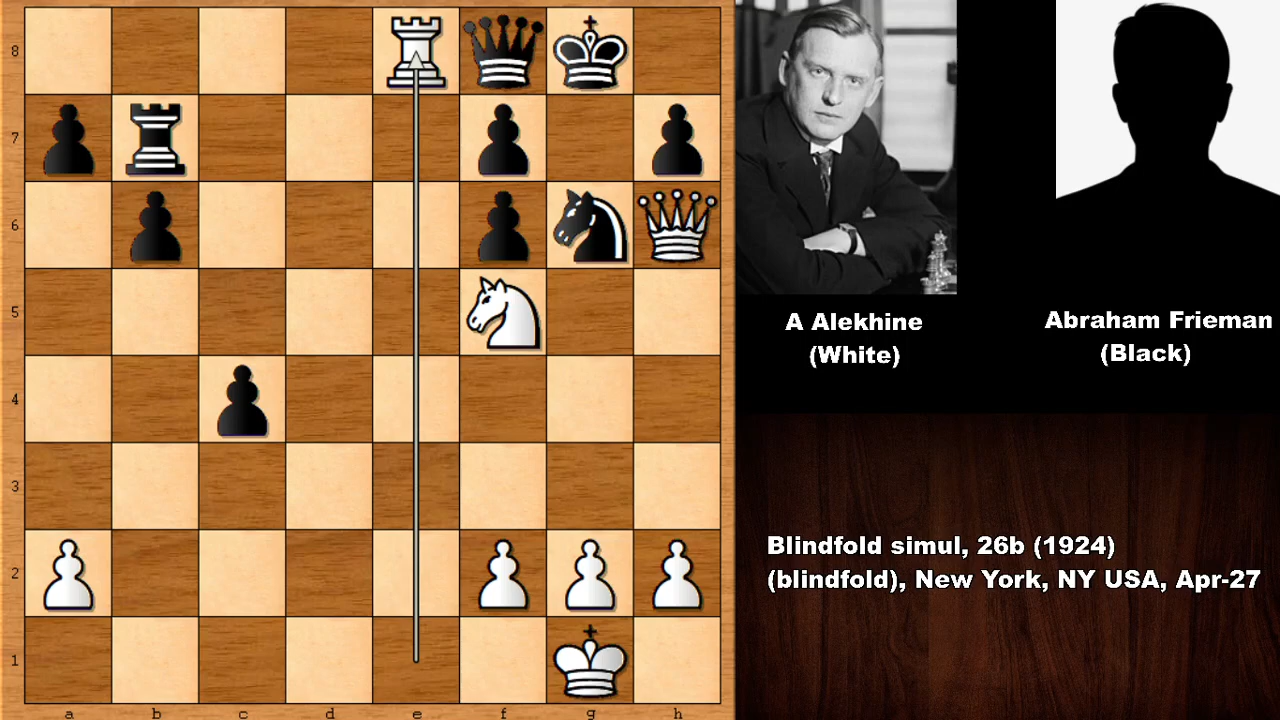 8
7
6
5
4
3
2
1
a b c d e f g h
A Alekhine
(White)
Abraham Frieman
(Black)
Blindfold simul, 26b (1924)
(blindfold), New York, NY USA, Apr-27